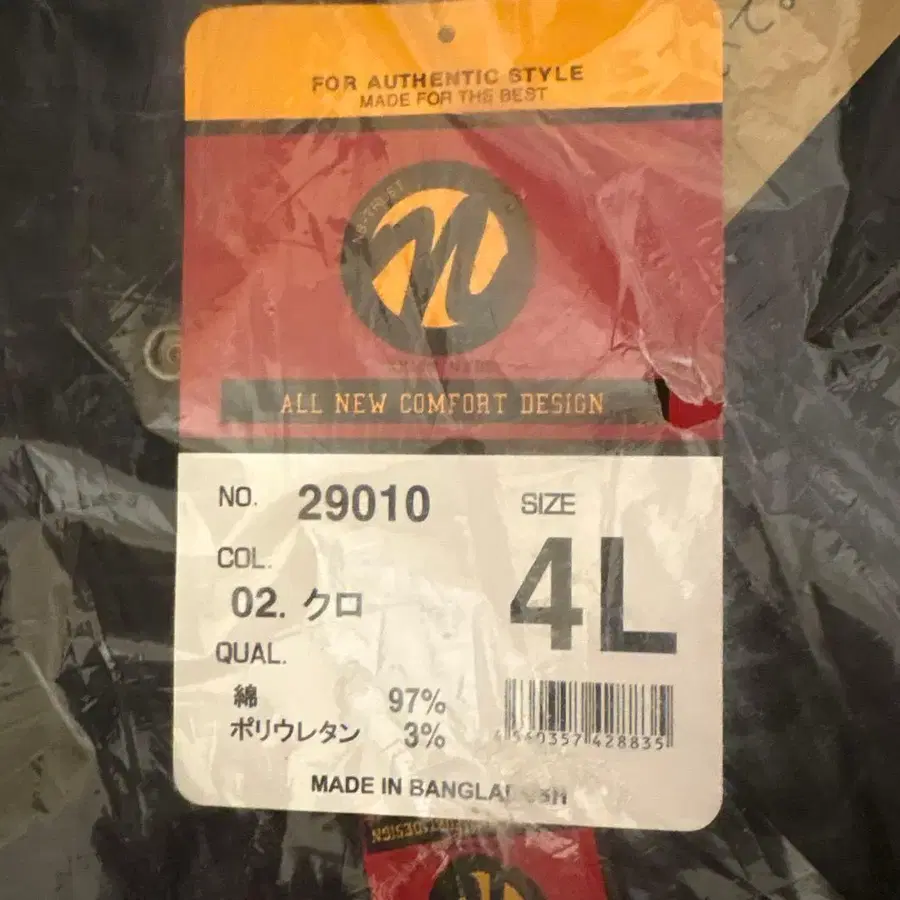 FOR AUTHENTIC STYLE
MADE FOR THE BEST
ALL NEW COMFORT DESIGN
NO. 29010
SIZE
4L
COL.
02. クロ
QUAL.
綿 97%
ポリウレタン 3%
428835
MADE IN